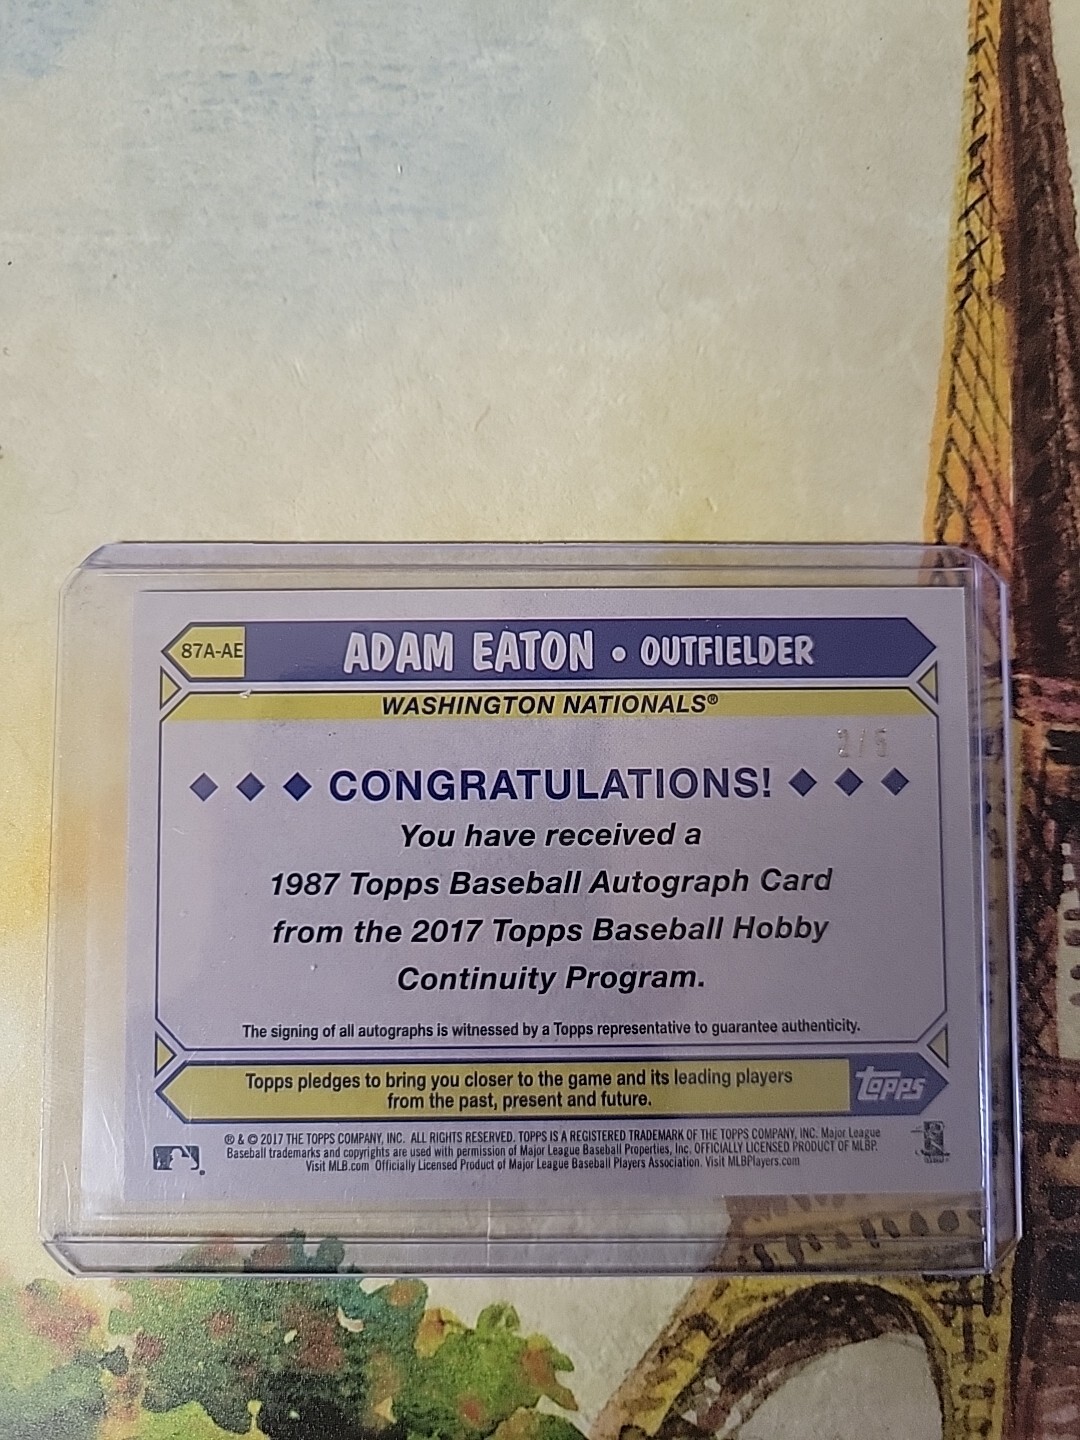 87A-AE
ADAM EATON • OUTFIELDER
WASHINGTON NATIONALS®
CONGRATULATIONS!
You have received a
1987 Topps Baseball Autograph Card
from the 2017 Topps Baseball Hobby
Continuity Program.
The signing of all autographs is witnessed by a Topps representative to guarantee authenticity.
Topps pledges to bring you closer to the game and its leading players
from the past, present and future.
topps
® & © 2017 THE TOPPS COMPANY, INC. ALL RIGHTS RESERVED. TOPPS IS A REGISTERED TRADEMARK OF THE TOPPS COMPANY, INC. Major League
Baseball trademarks and copyrights are used with permission of Major League Baseball Properties, Inc. OFFICIALLY LICENSED PRODUCT OF MLBP.
Visit MLB.com Officially Licensed Product of Major League Baseball Players Association. Visit MLBPlayers.com